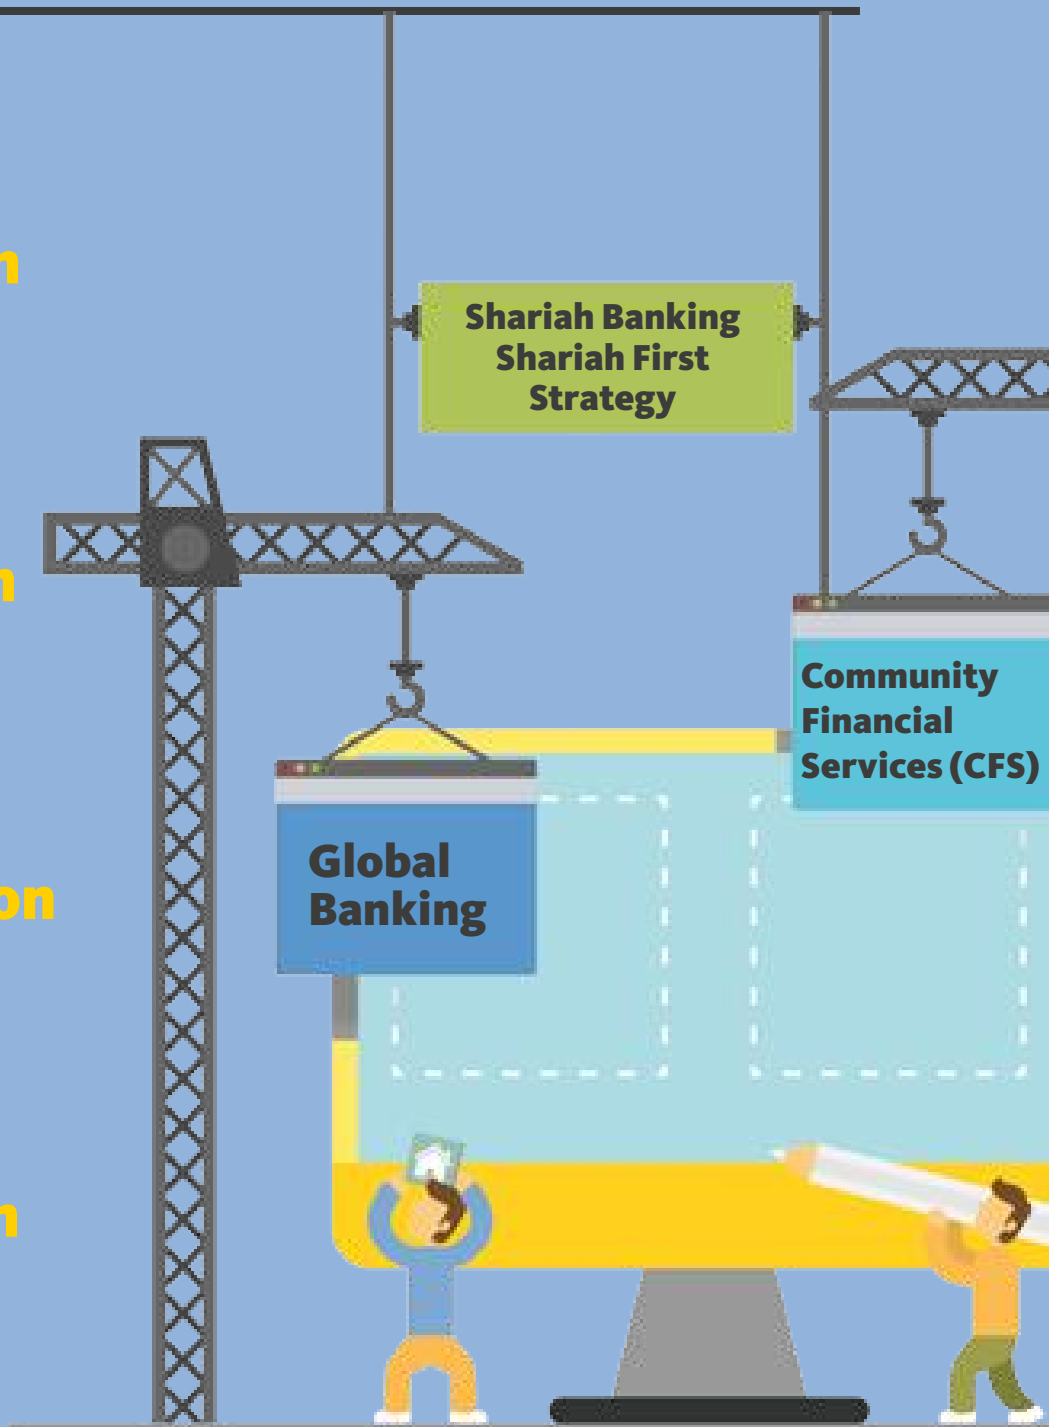 Shariah Banking
Shariah First
Strategy
Community
Financial
Services (CFS)
Global
Banking